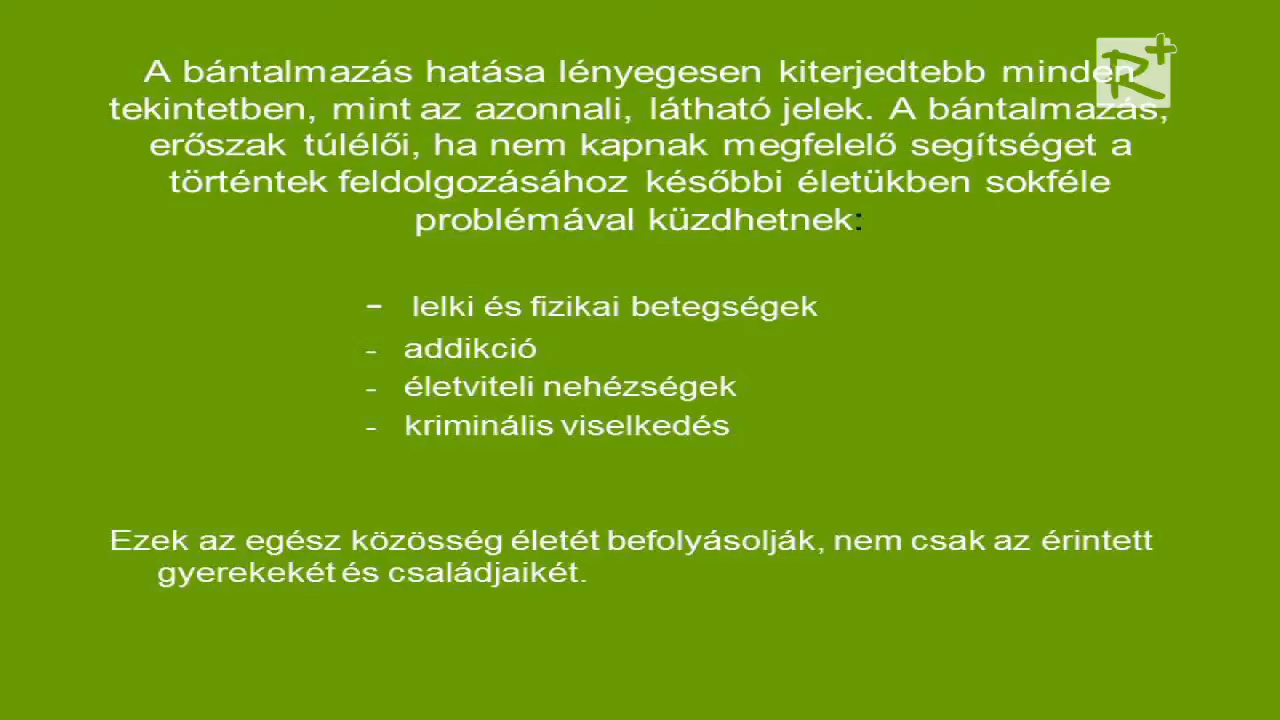 A bántalmazás hatása lényegesen kiterjedtebb minden
tekintetben, mint az azonnali, látható jelek. A bántalmazás,
erőszak túlélői, ha nem kapnak megfelelő segítséget a
történtek feldolgozásához későbbi életükben sokféle
problémával küzdhetnek:
- lelki és fizikai betegségek
- addikció
- életviteli nehézségek
- kriminális viselkedés
Ezek az egész közösség életét befolyásolják, nem csak az érintett
gyerekekét és családjaikét.
R+